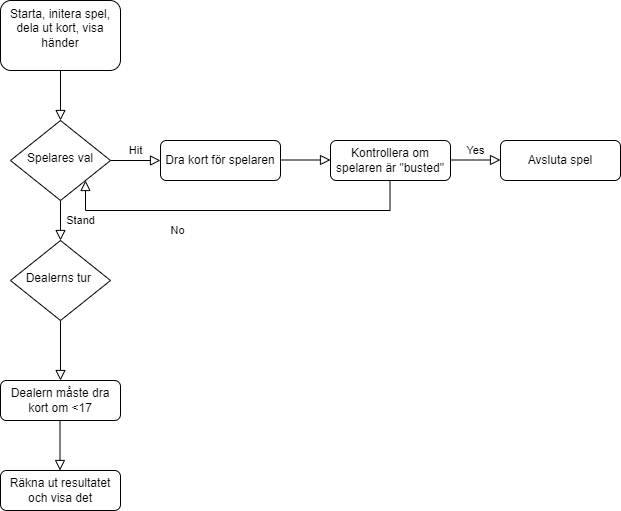 Starta, initera spel,
dela ut kort, visa
händer
Spelares val
Hit
Dra kort för spelaren
Kontrollera om
spelaren är "busted"
Yes
Avsluta spel
Stand
No
Dealerns tur
Dealern måste dra
kort om <17
Räkna ut resultatet
och visa det